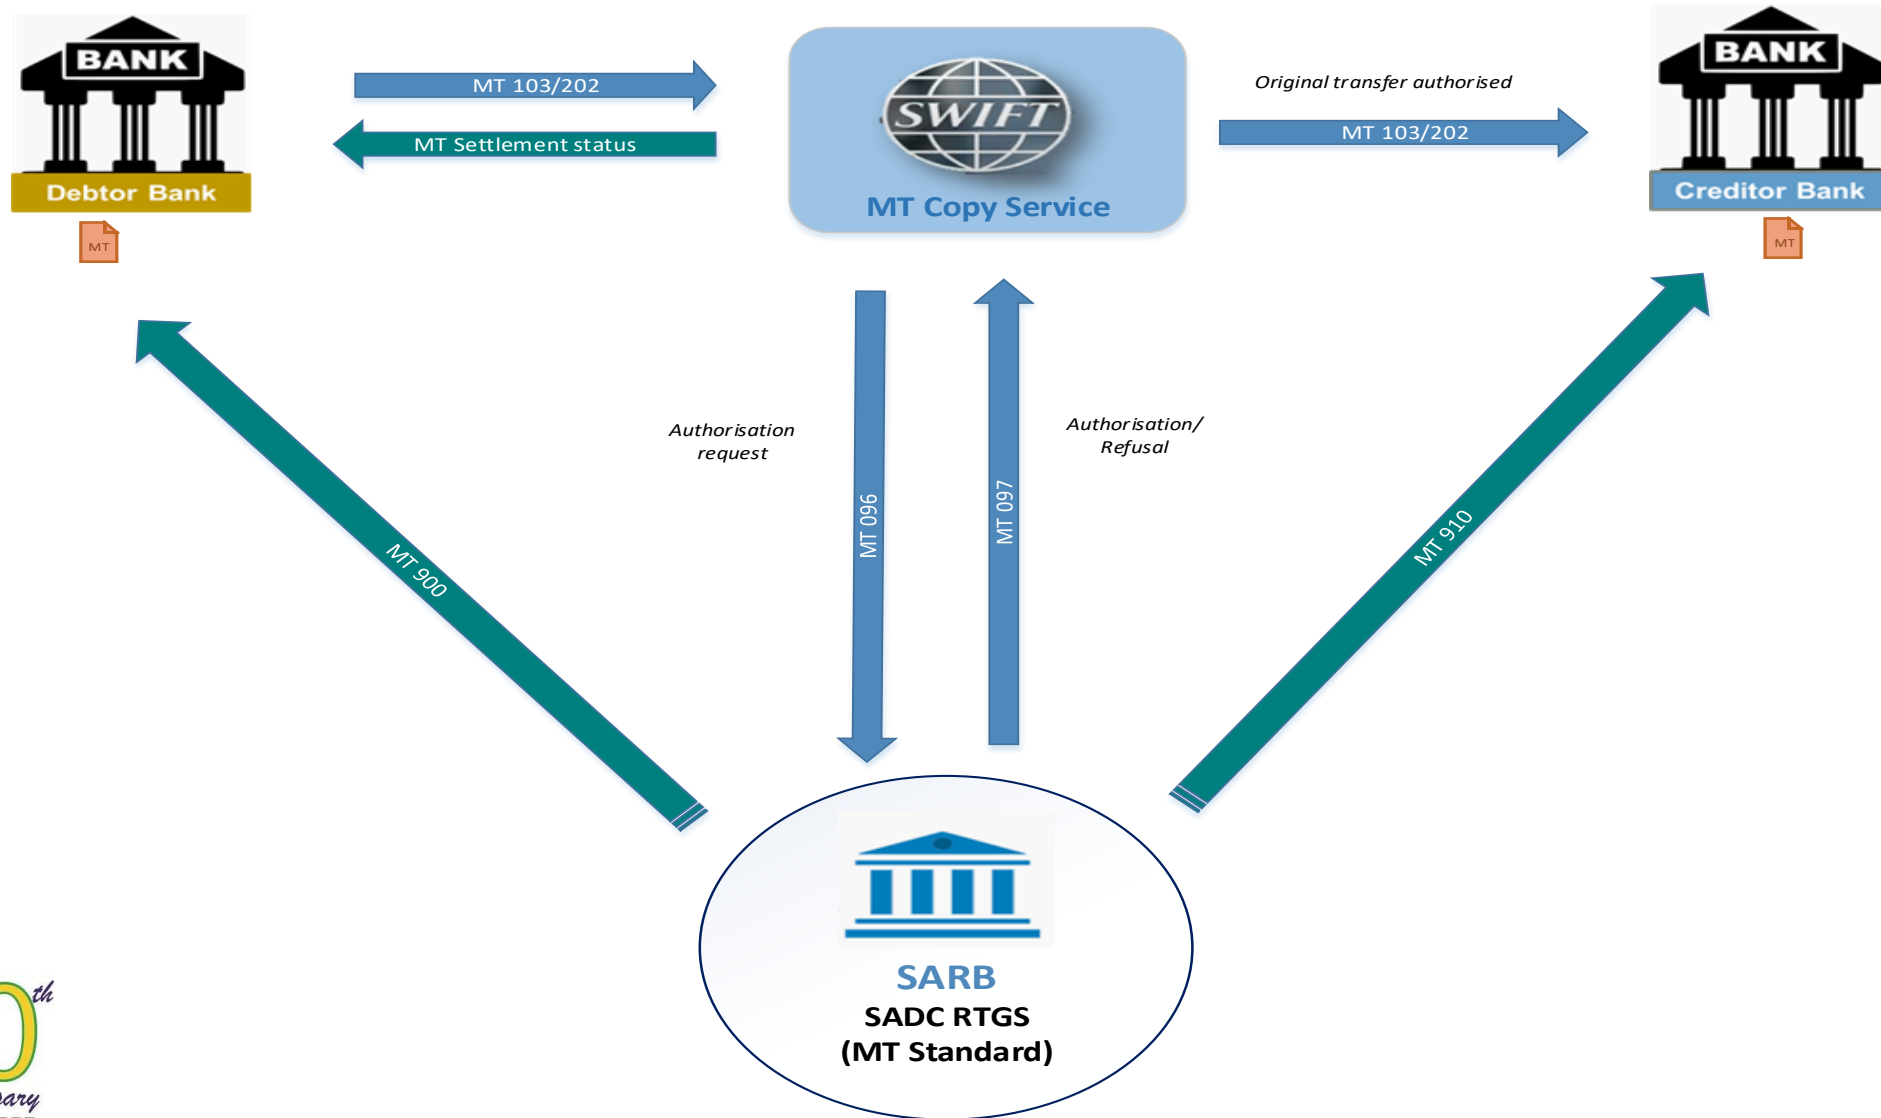 BANK
Debtor Bank
MT
MT 103/202
MT Settlement status
SWIFT
MT Copy Service
Original transfer authorised
MT 103/202
BANK
Creditor Bank
MT
Authorisation
request
MT 096
MT 097
Authorisation/
Refusal
MT 900
MT 910
SARB
SADC RTGS
(MT Standard)
th